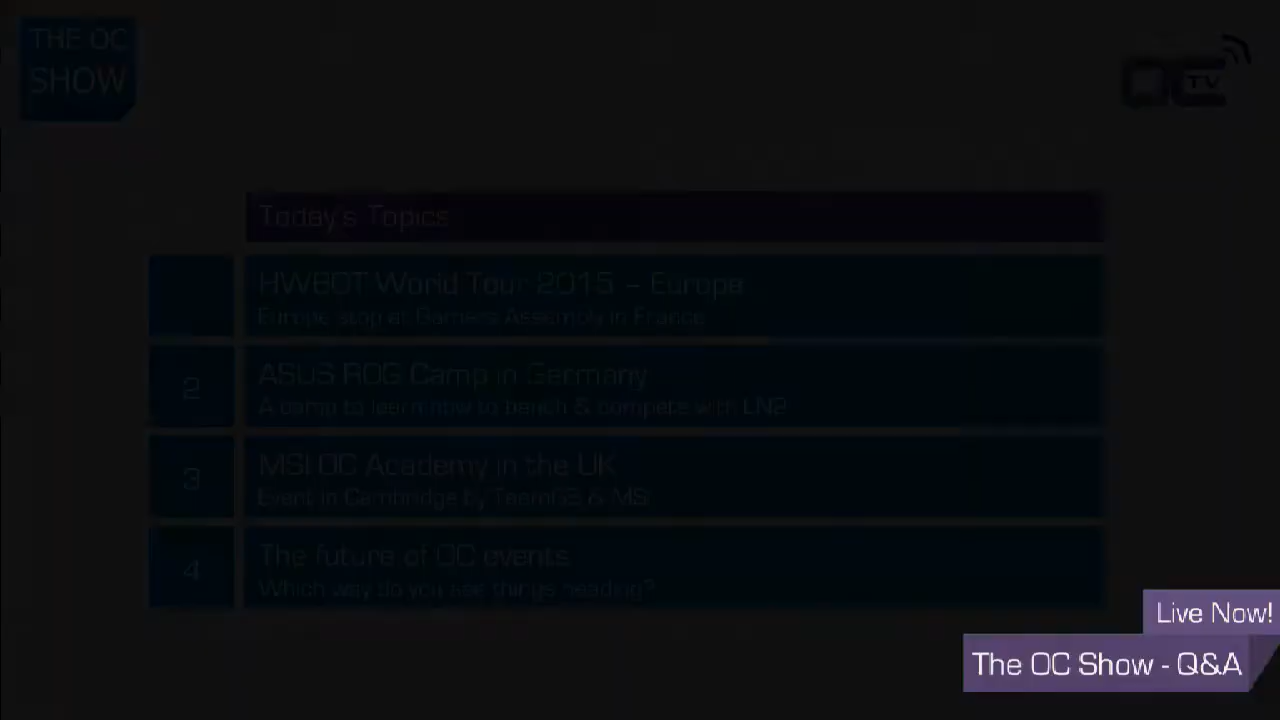 THE OC
SHOW
OC TV
Today's Topics
HWBOT World Tour 2015 – Europe
Europe stop at Gamers Assembly in France
2
ASUS ROG Camp in Germany
A camp to learn how to bench & compete with LN2
3
MSI OC Academy in the UK
Event in Cambridge by TeamGB & MSI
4
The future of OC events
Which way do you see things heading?
Live Now!
The OC Show - Q&A